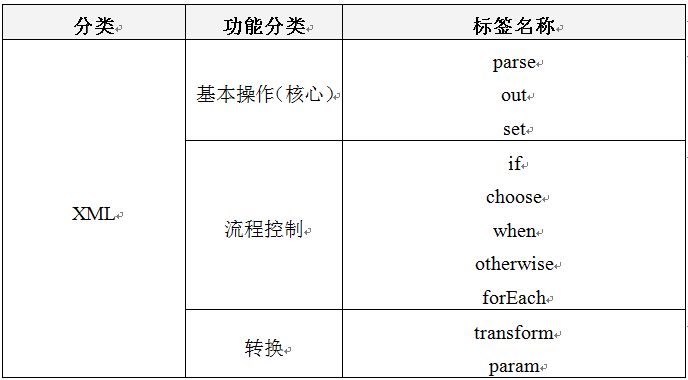 分类 功能分类 标签名称
XML
基本操作（核心）
parse
out
set
流程控制
if
choose
when
otherwise
forEach
转换
transform
param